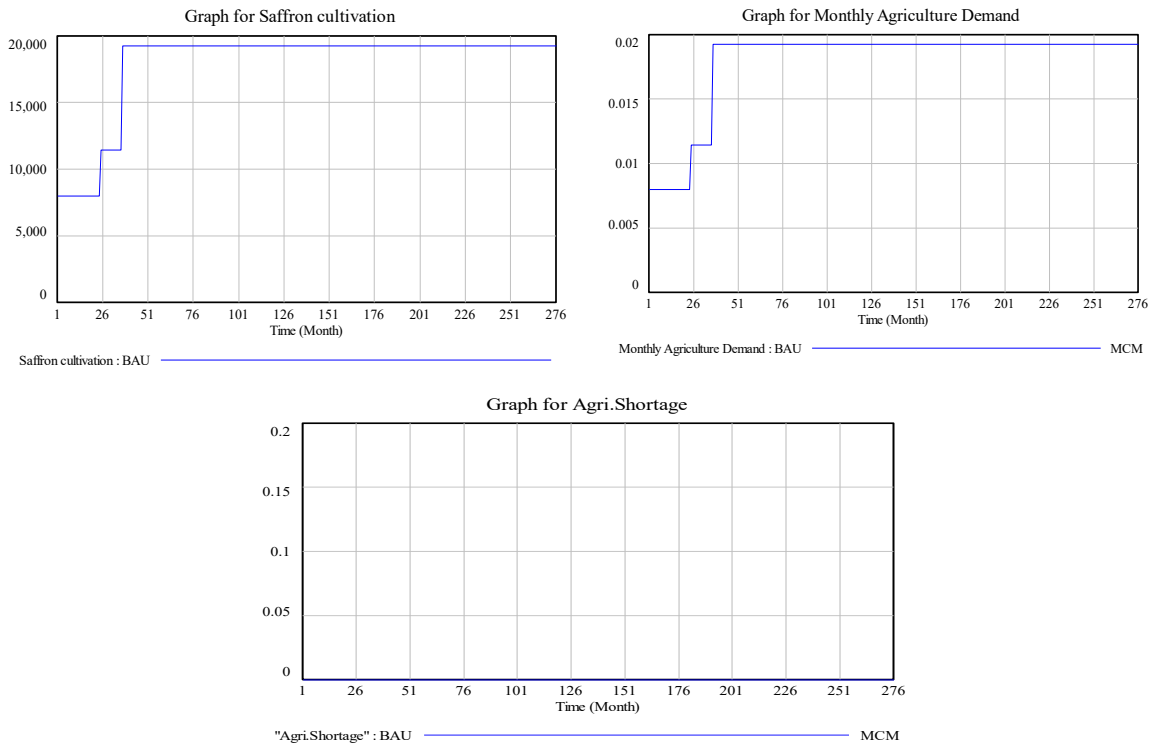 Graph for Saffron cultivation
20,000
15,000
10,000
5,000
0
1 26 51 76 101 126 151 176 201 226 251 276
Time (Month)
Saffron cultivation : BAU
Graph for Monthly Agriculture Demand
0.02
0.015
0.01
0.005
0
1 26 51 76 101 126 151 176 201 226 251 276
Time (Month)
Monthly Agriculture Demand : BAU MCM
Graph for Agri.Shortage
0.2
0.15
0.1
0.05
0
1 26 51 76 101 126 151 176 201 226 251 276
Time (Month)
"Agri.Shortage" : BAU MCM